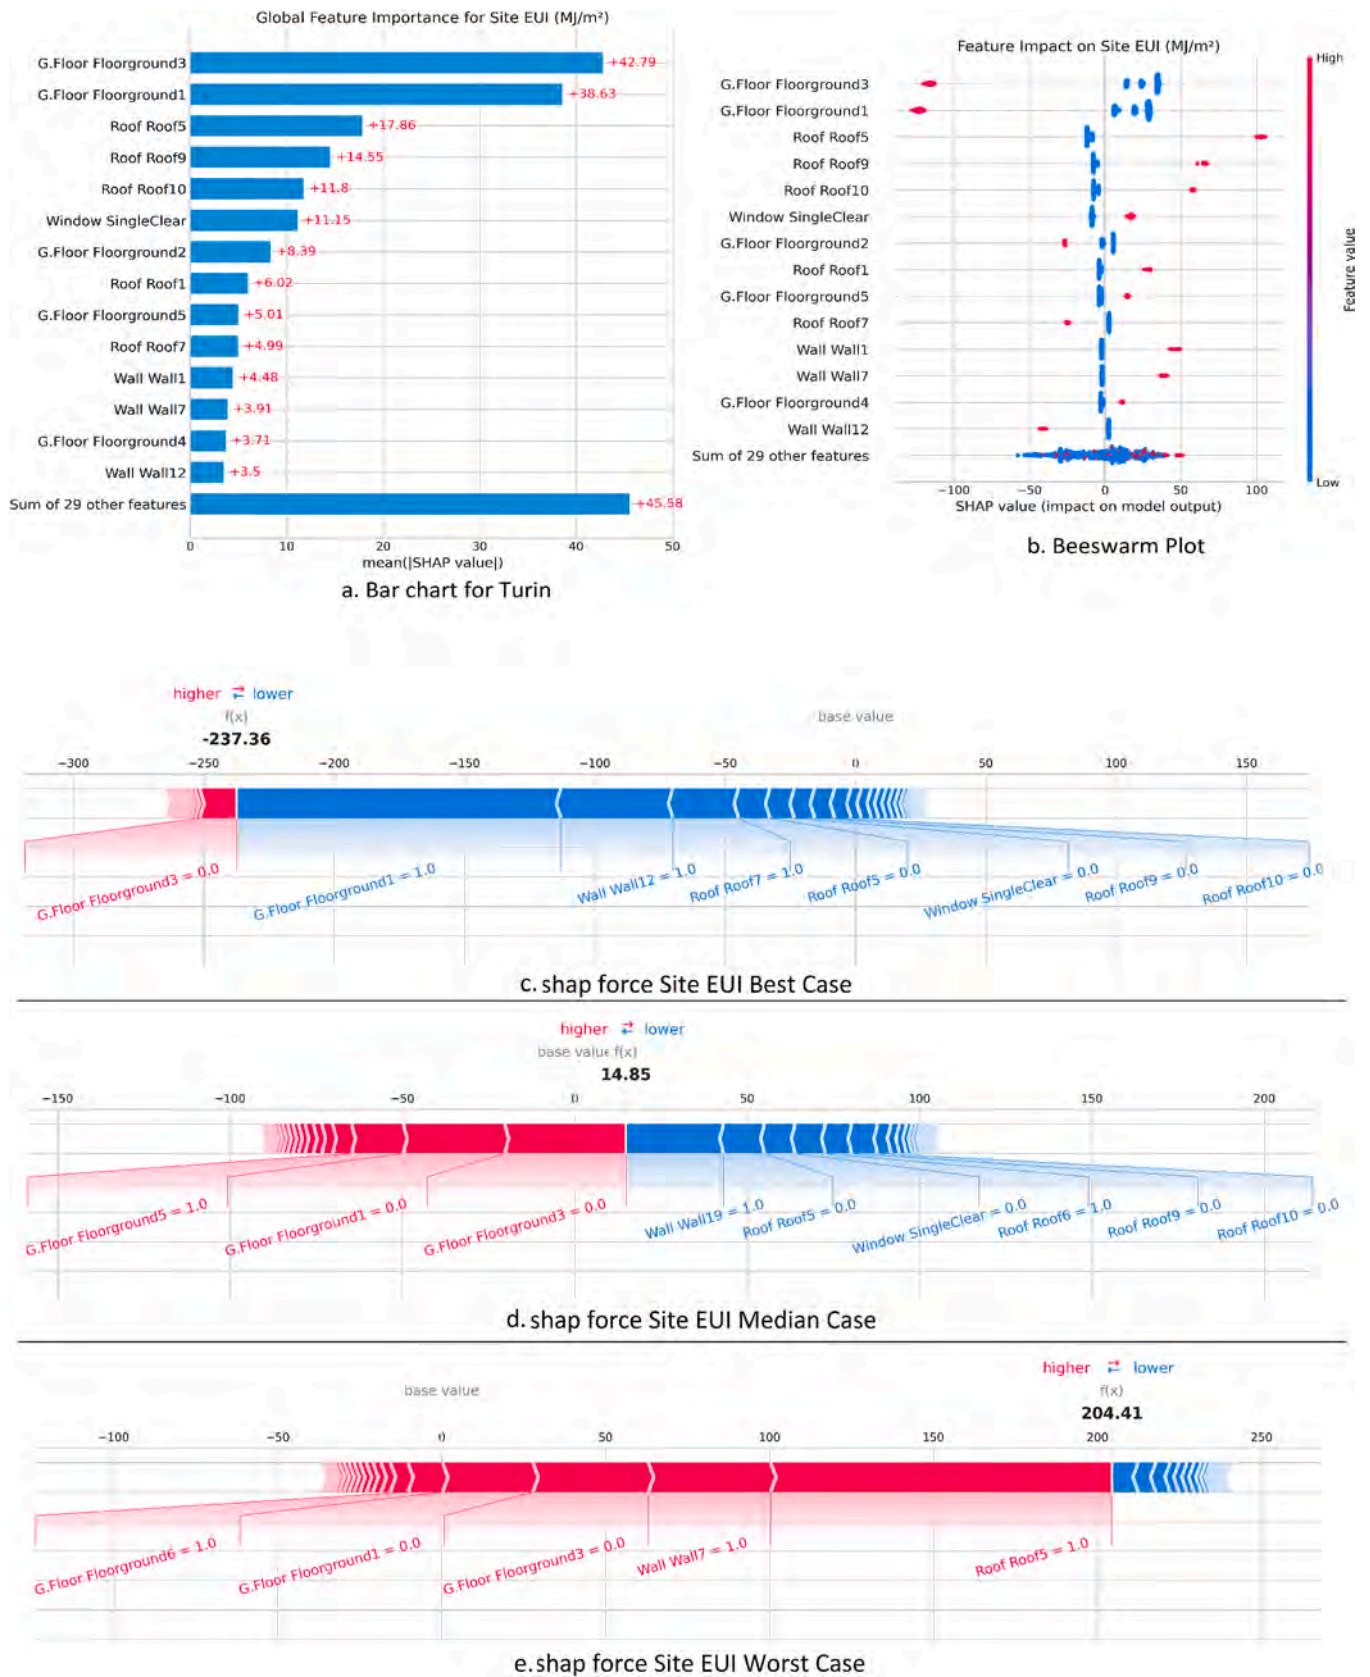 Global Feature Importance for Site EUI (MJ/m²)
G.Floor Floorground3
+42.79
G.Floor Floorground1
+38.63
Roof Roof5
+17.86
Roof Roof9
+14.55
Roof Roof10
+11.8
Window SingleClear
+11.15
G.Floor Floorground2
+8.39
Roof Roof1
+6.02
G.Floor Floorground5
+5.01
Roof Roof7
+4.99
Wall Wall1
+4.48
Wall Wall7
+3.91
G.Floor Floorground4
+3.71
Wall Wall12
+3.5
Sum of 29 other features
+45.58
0 10 20 30 40 50
mean(|SHAP value|)
a. Bar chart for Turin
Feature Impact on Site EUI (MJ/m²)
High
G.Floor Floorground3
G.Floor Floorground1
Roof Roof5
Roof Roof9
Roof Roof10
Window SingleClear
G.Floor Floorground2
Roof Roof1
G.Floor Floorground5
Roof Roof7
Wall Wall1
Wall Wall7
G.Floor Floorground4
Wall Wall12
Sum of 29 other features
Feature value
Low
−100 −50 0 50 100
SHAP value (impact on model output)
b. Beeswarm Plot
higher ⇄ lower
f(x)
base value
-237.36
−300 −250 −200 −150 −100 −50 0 50 100 150
G.Floor Floorground3 = 0.0
G.Floor Floorground1 = 1.0
Wall Wall12 = 1.0
Roof Roof7 = 1.0
Roof Roof5 = 0.0
Window SingleClear = 0.0
Roof Roof9 = 0.0
Roof Roof10 = 0.0
c. shap force Site EUI Best Case
higher ⇄ lower
base value f(x)
14.85
−150 −100 −50 0 50 100 150 200
G.Floor Floorground5 = 1.0
G.Floor Floorground1 = 0.0
G.Floor Floorground3 = 0.0
Wall Wall19 = 1.0
Roof Roof5 = 0.0
Window SingleClear = 0.0
Roof Roof6 = 1.0
Roof Roof9 = 0.0
Roof Roof10 = 0.0
d. shap force Site EUI Median Case
higher ⇄ lower
base value
f(x)
204.41
−100 −50 0 50 100 150 200 250
G.Floor Floorground6 = 1.0
G.Floor Floorground1 = 0.0
G.Floor Floorground3 = 0.0
Wall Wall7 = 1.0
Roof Roof5 = 1.0
e. shap force Site EUI Worst Case